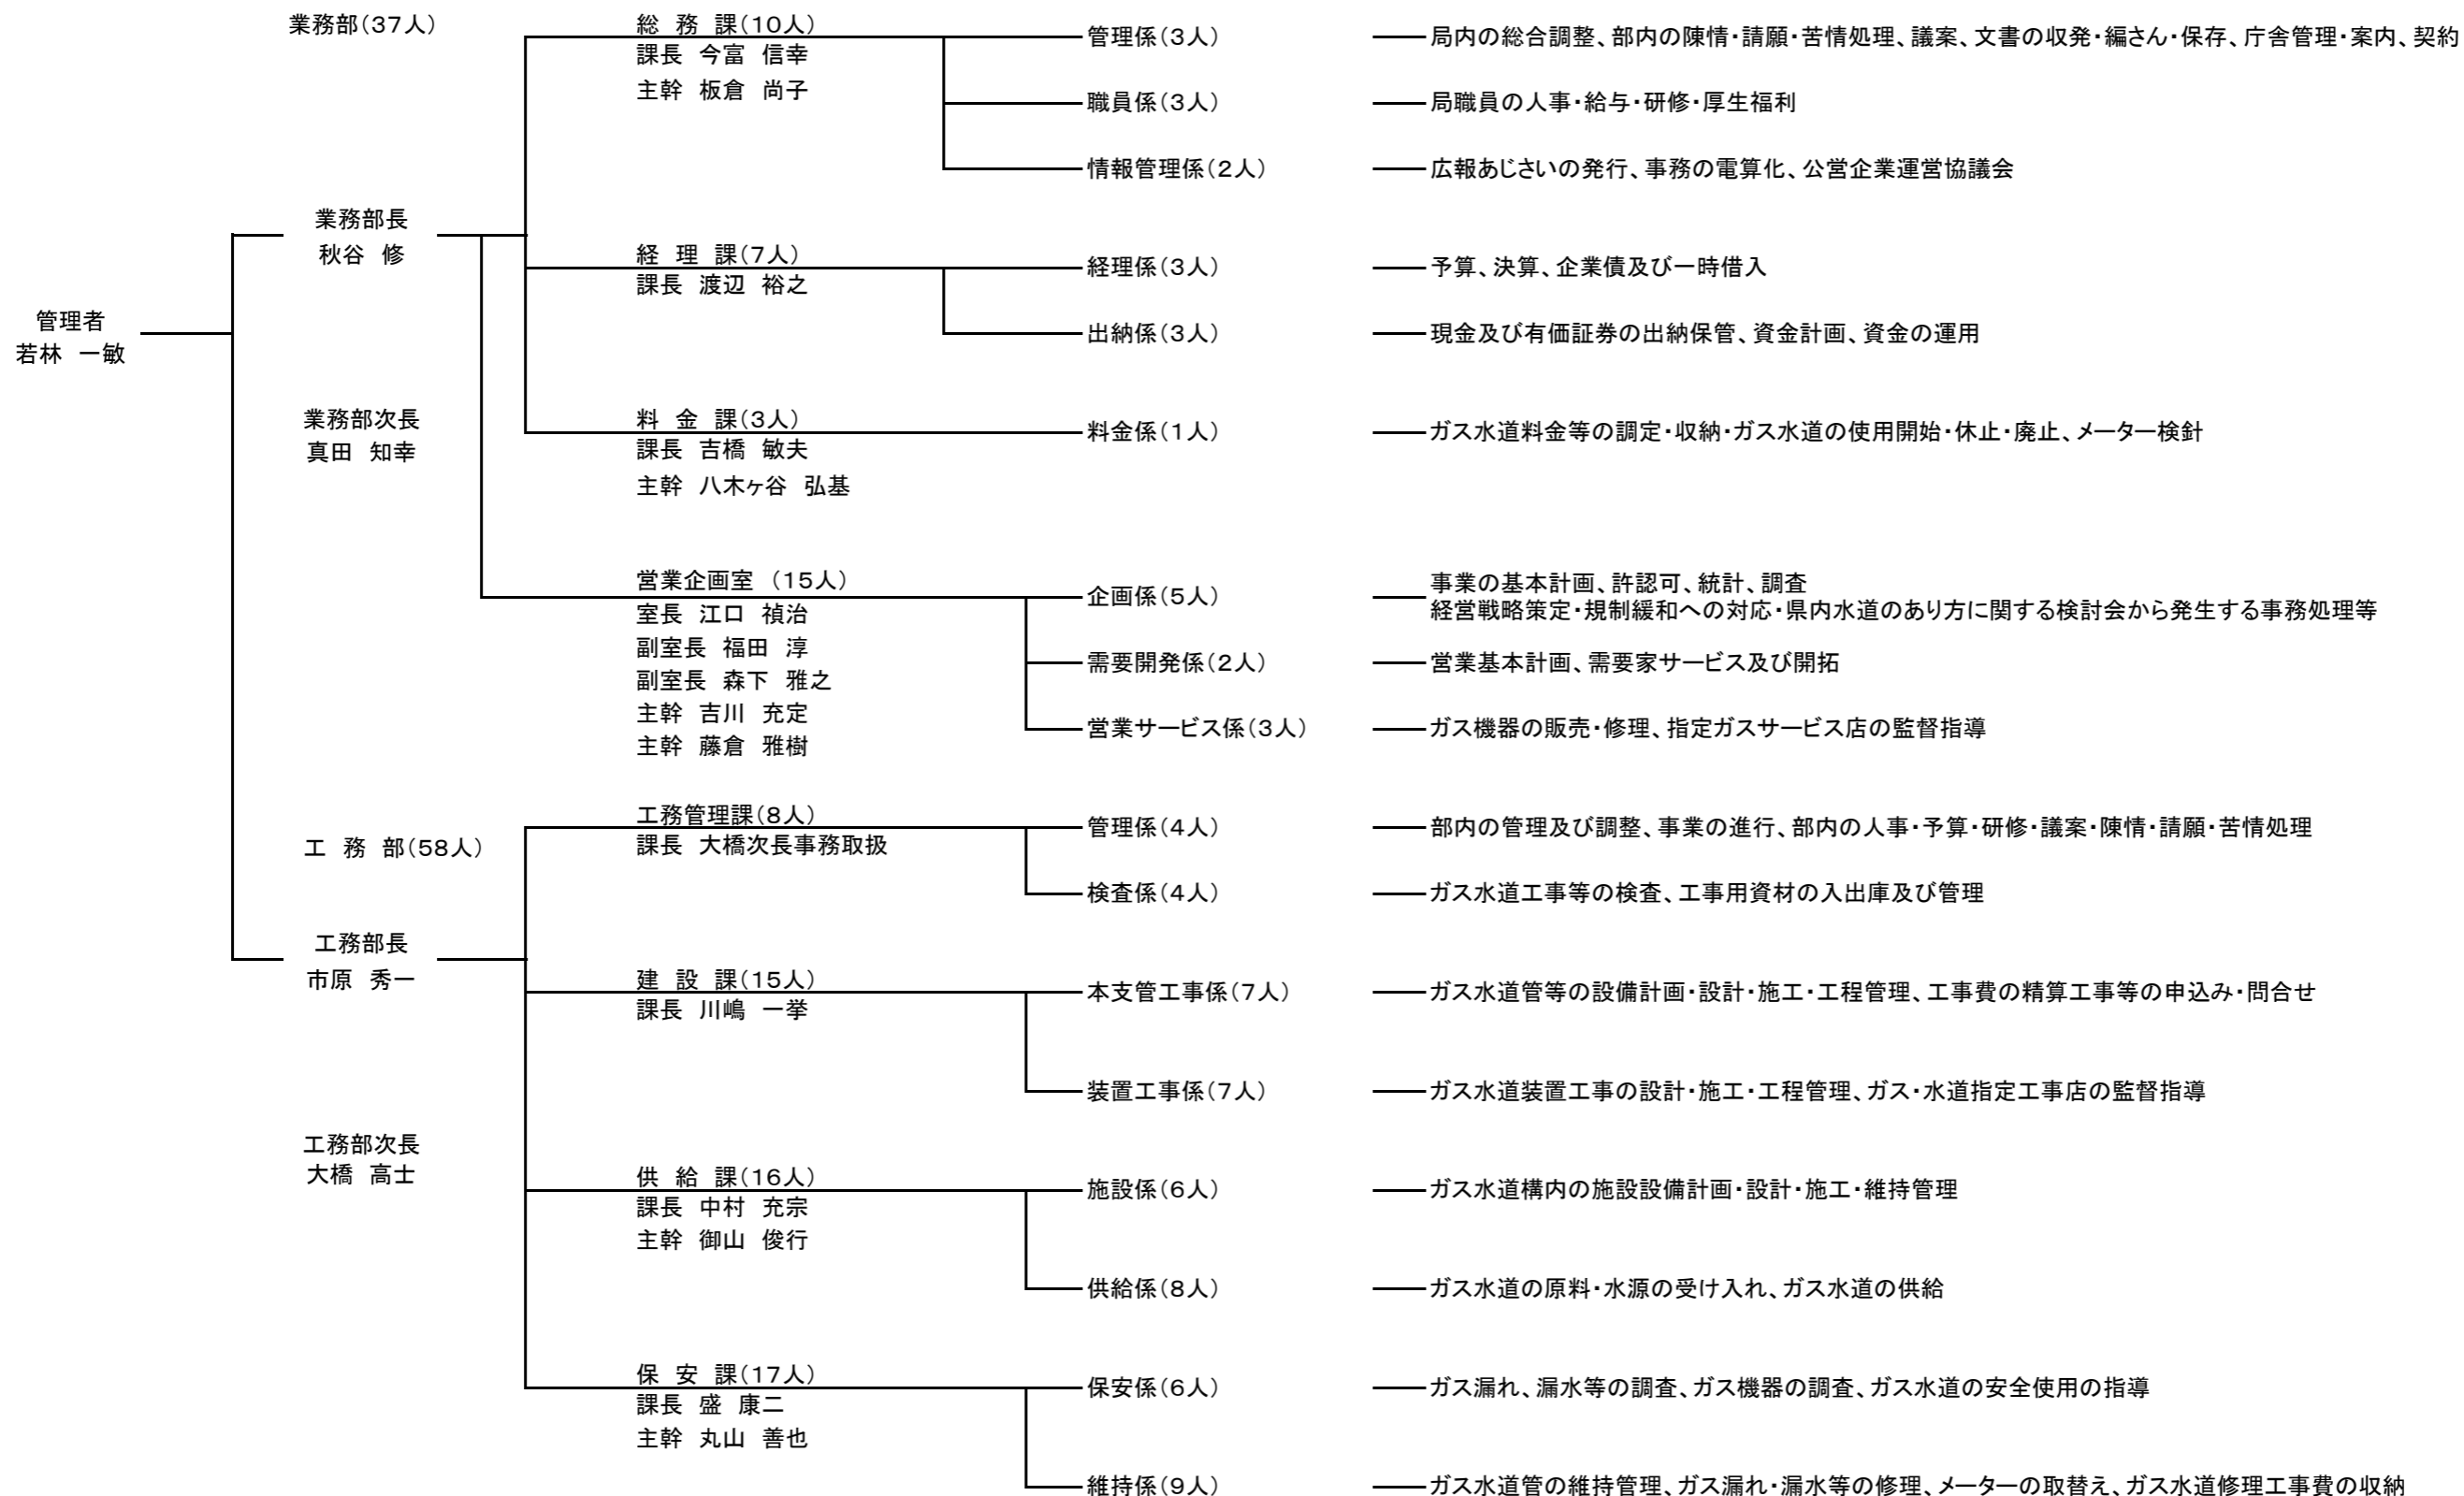 業務部(37人)
総　務　課(10人)
課長　今富　信幸
主幹　板倉　尚子
管理係(3人)
局内の総合調整、部内の陳情・請願・苦情処理、議案、文書の収発・編さん・保存、庁舎管理・案内、契約
職員係(3人)
局職員の人事・給与・研修・厚生福利
情報管理係(2人)
広報あじさいの発行、事務の電算化、公営企業運営協議会
管理者
若林　一敏
業務部長
秋谷　修
経　理　課(7人)
課長　渡辺　裕之
経理係(3人)
予算、決算、企業債及び一時借入
出納係(3人)
現金及び有価証券の出納保管、資金計画、資金の運用
業務部次長
真田　知幸
料　金　課(3人)
課長　吉橋　敏夫
主幹　八木ヶ谷　弘基
料金係(1人)
ガス水道料金等の調定・収納・ガス水道の使用開始・休止・廃止、メーター検針
営業企画室　(15人)
室長　江口　禎治
副室長　福田　淳
副室長　森下　雅之
主幹　吉川　充定
主幹　藤倉　雅樹
企画係(5人)
事業の基本計画、許認可、統計、調査
経営戦略策定・規制緩和への対応・県内水道のあり方に関する検討会から発生する事務処理等
需要開発係(2人)
営業基本計画、需要家サービス及び開拓
営業サービス係(3人)
ガス機器の販売・修理、指定ガスサービス店の監督指導
工　務　部(58人)
工務管理課(8人)
課長　大橋次長事務取扱
管理係(4人)
部内の管理及び調整、事業の進行、部内の人事・予算・研修・議案・陳情・請願・苦情処理
検査係(4人)
ガス水道工事等の検査、工事用資材の入出庫及び管理
工務部長
市原　秀一
建　設　課(15人)
課長　川嶋　一挙
本支管工事係(7人)
ガス水道管等の設備計画・設計・施工・工程管理、工事費の精算工事等の申込み・問合せ
装置工事係(7人)
ガス水道装置工事の設計・施工・工程管理、ガス・水道指定工事店の監督指導
工務部次長
大橋　高士
供　給　課(16人)
課長　中村　充宗
主幹　御山　俊行
施設係(6人)
ガス水道構内の施設設備計画・設計・施工・維持管理
供給係(8人)
ガス水道の原料・水源の受け入れ、ガス水道の供給
保　安　課(17人)
課長　盛　康二
主幹　丸山　善也
保安係(6人)
ガス漏れ、漏水等の調査、ガス機器の調査、ガス水道の安全使用の指導
維持係(9人)
ガス水道管の維持管理、ガス漏れ・漏水等の修理、メーターの取替え、ガス水道修理工事費の収納